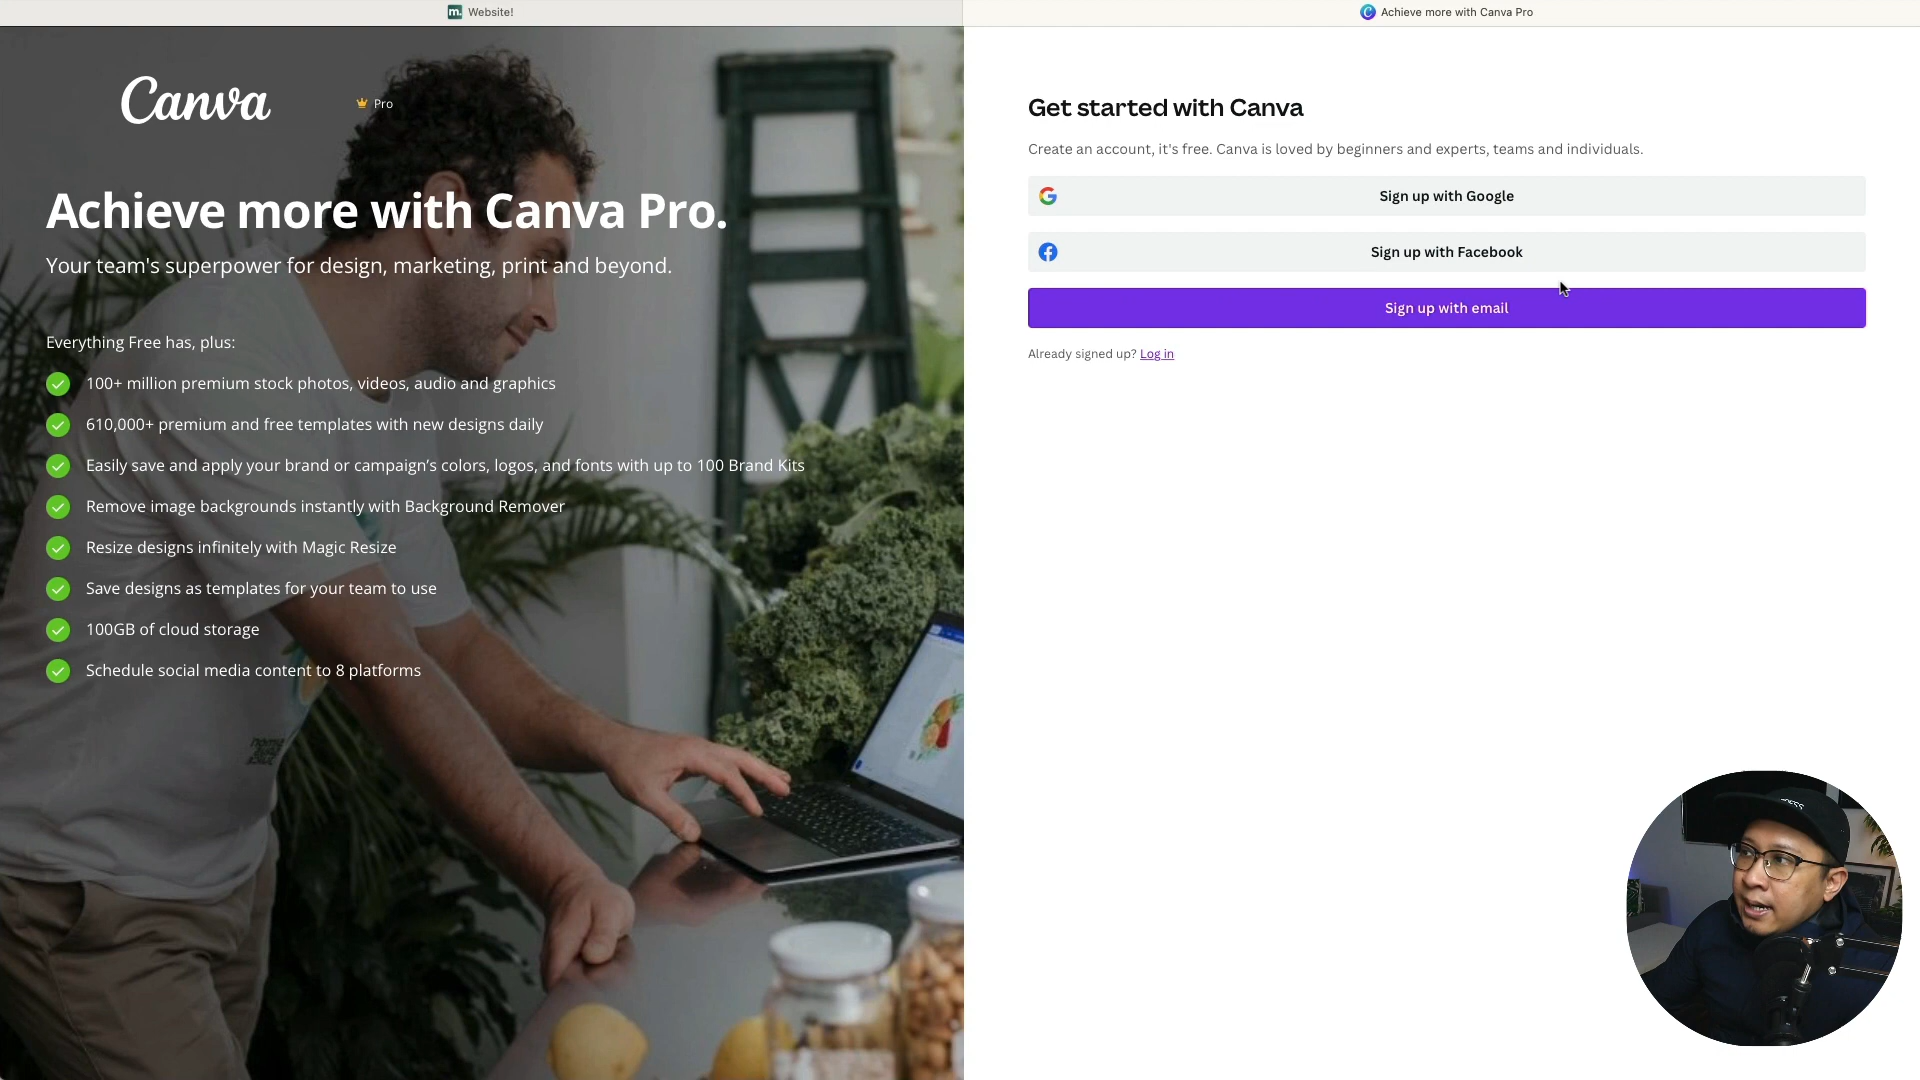 m. Website!
Achieve more with Canva Pro
Canva
Pro
Achieve more with Canva Pro.
Your team's superpower for design, marketing, print and beyond.
Everything Free has, plus:
100+ million premium stock photos, videos, audio and graphics
610,000+ premium and free templates with new designs daily
Easily save and apply your brand or campaign’s colors, logos, and fonts with up to 100 Brand Kits
Remove image backgrounds instantly with Background Remover
Resize designs infinitely with Magic Resize
Save designs as templates for your team to use
100GB of cloud storage
Schedule social media content to 8 platforms
Get started with Canva
Create an account, it's free. Canva is loved by beginners and experts, teams and individuals.
Sign up with Google
Sign up with Facebook
Sign up with email
Already signed up? Log in